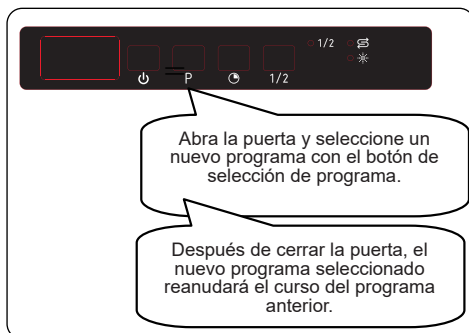 1/2
P
1/2
Abra la puerta y seleccione un
nuevo programa con el botón de
selección de programa.
Después de cerrar la puerta, el
nuevo programa seleccionado
reanudará el curso del programa
anterior.